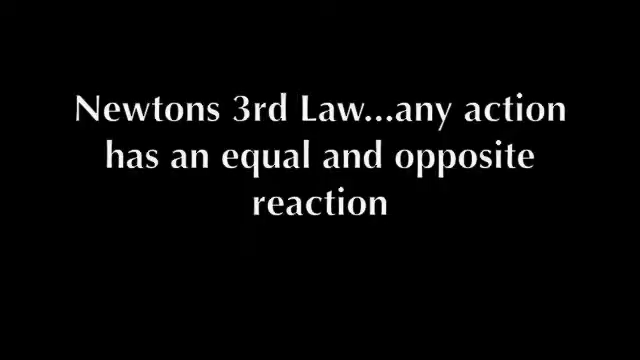 Newtons 3rd Law...any action
has an equal and opposite
reaction